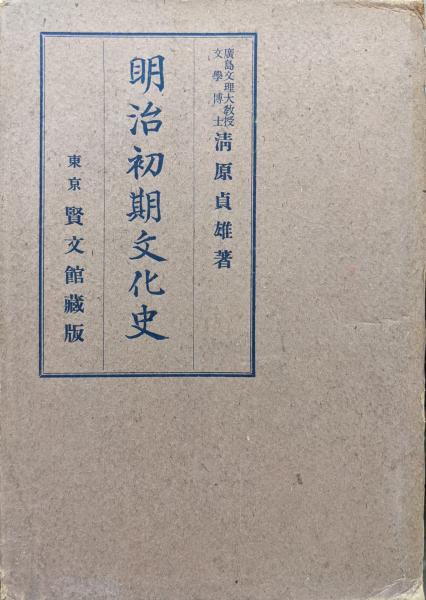 廣島文理大教授
文學博士
清原貞雄著
明治初期文化史
東京 賢文館藏版